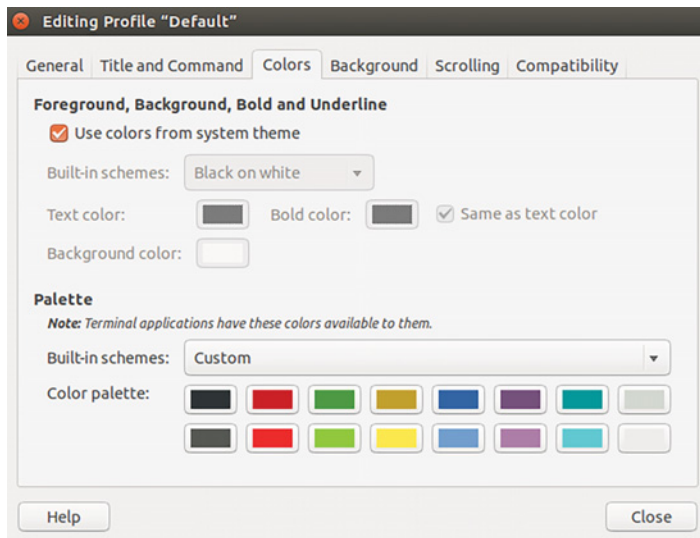 Editing Profile “Default”
General Title and Command Colors Background Scrolling Compatibility
Foreground, Background, Bold and Underline
Use colors from system theme
Built-in schemes: Black on white
Text color: Bold color: Same as text color
Background color:
Palette
Note: Terminal applications have these colors available to them.
Built-in schemes: Custom
Color palette:
Help Close